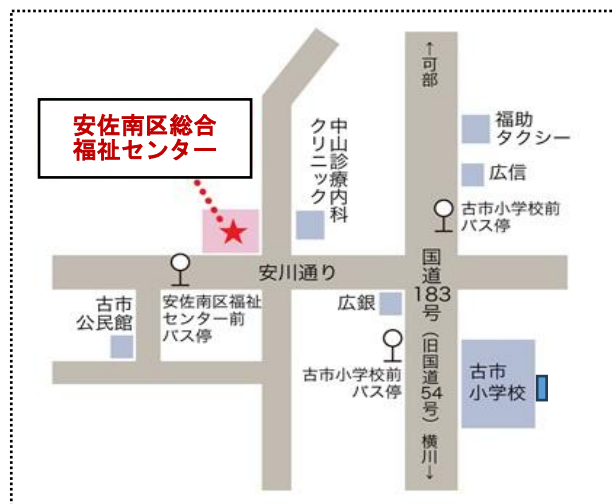 安佐南区総合
福祉センター
中山診療内科
クリニック
↑可部
福助
タクシー
広信
古市小学校前
バス停
安川通り
国道183号（旧国道54号）
横川↓
古市
公民館
安佐南区福祉
センター前
バス停
広銀
古市小学校前
バス停
古市
小学校